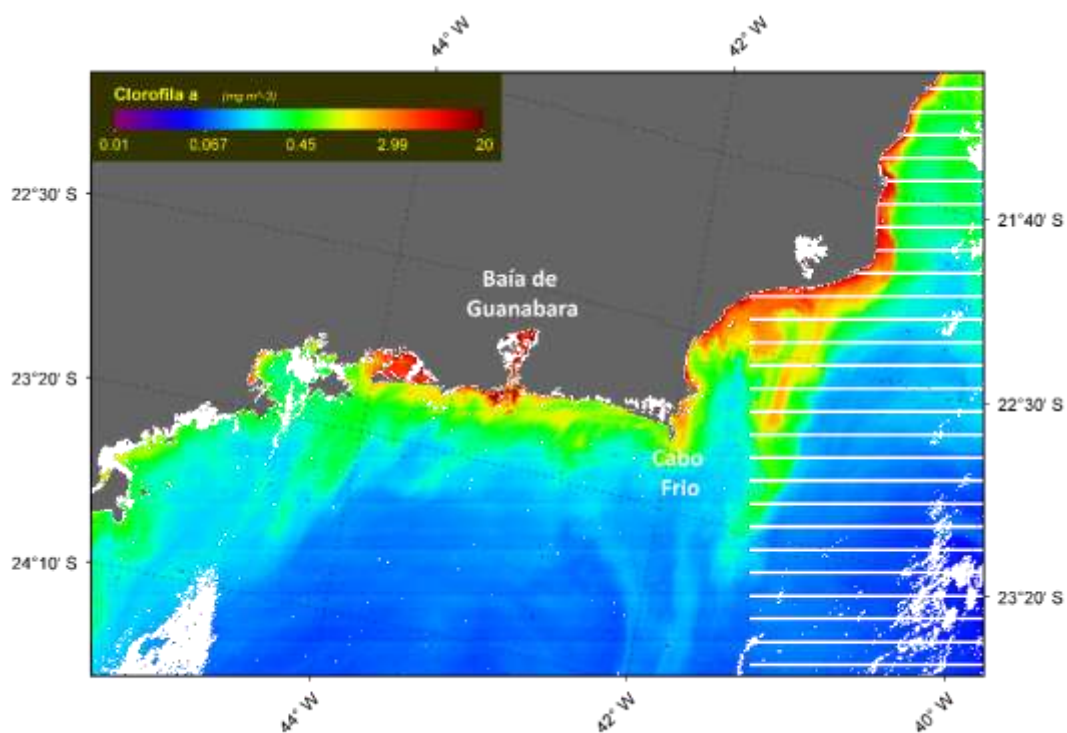 44° W
42° W
Clorofila a (mg m^-3)
0.01 0.067 0.45 2.99 20
22°30' S
21°40' S
Baía de
Guanabara
23°20' S
22°30' S
Cabo
Frio
24°10' S
23°20' S
44° W
42° W
40° W